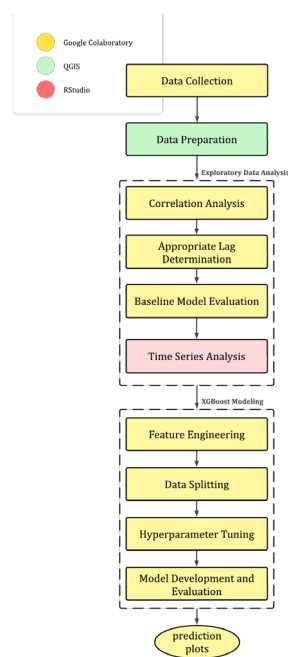 Google Colaboratory
QGIS
RStudio
Data Collection
Data Preparation
Exploratory Data Analysis
Correlation Analysis
Appropriate Lag
Determination
Baseline Model Evaluation
Time Series Analysis
XGBoost Modeling
Feature Engineering
Data Splitting
Hyperparameter Tuning
Model Development and
Evaluation
prediction
plots